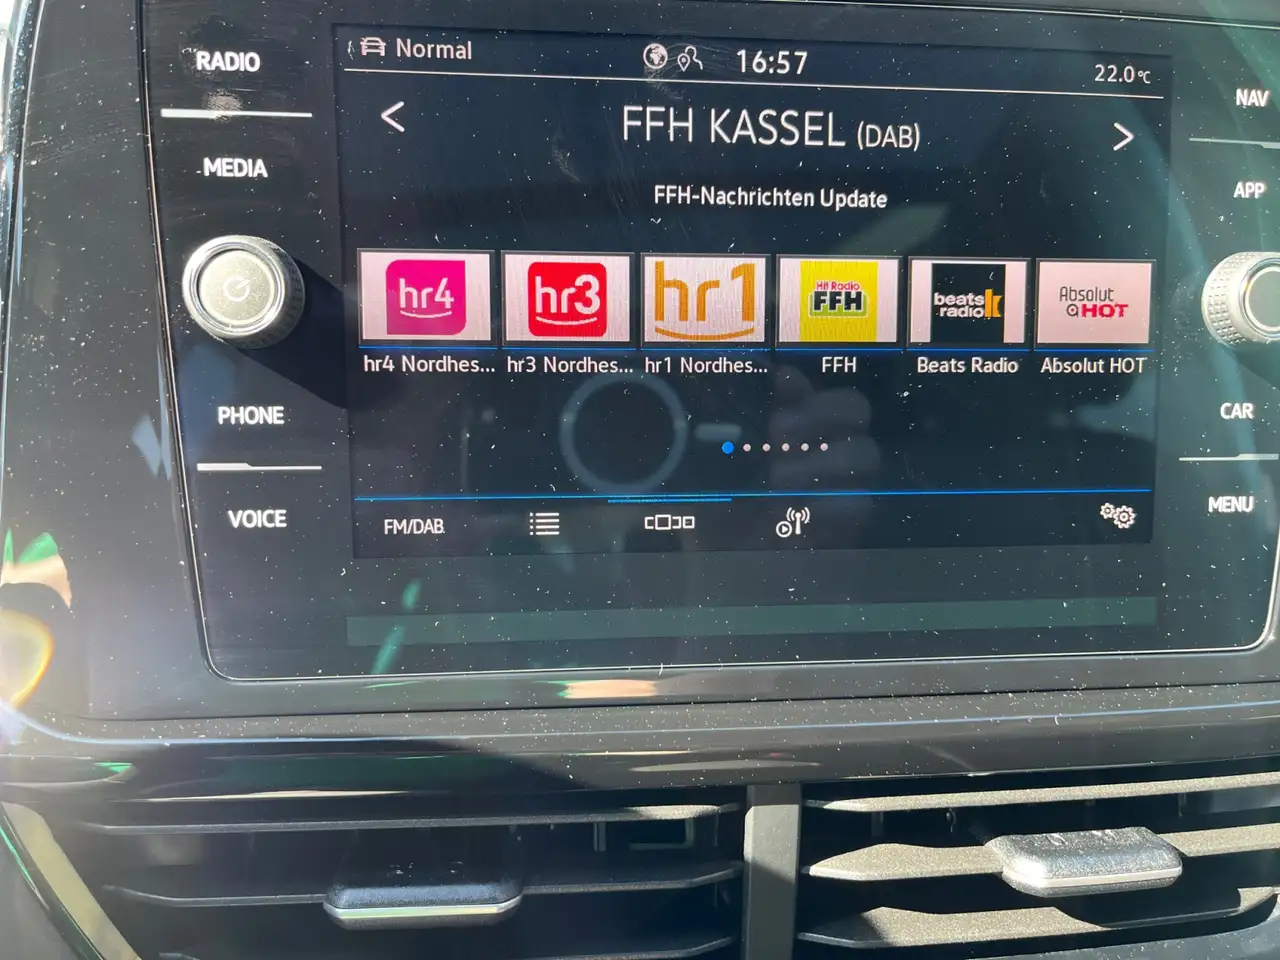 RADIO
MEDIA
PHONE
VOICE
Normal
16:57
22.0°C
FFH KASSEL (DAB)
FFH-Nachrichten Update
hr4
hr3
hr1
Hit Radio
FFH
beats
radio k
Absolut
HOT
hr4 Nordhes...
hr3 Nordhes...
hr1 Nordhes...
FFH
Beats Radio
Absolut HOT
FM/DAB
NAV
APP
CAR
MENU